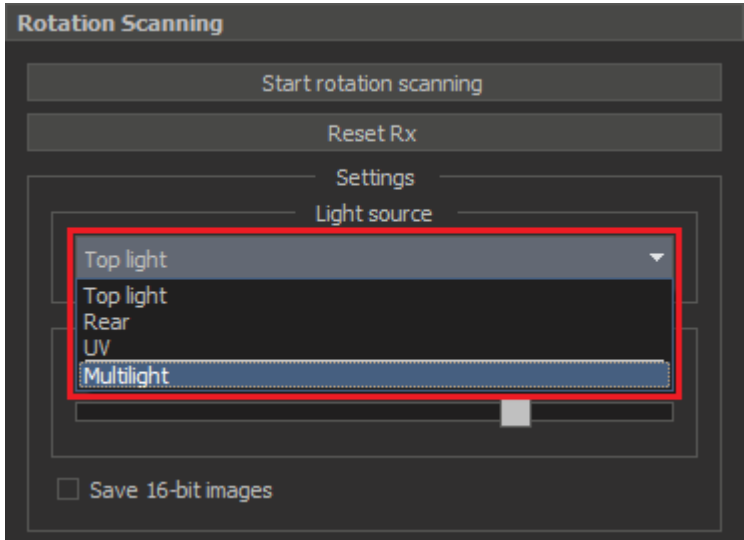 Rotation Scanning
Start rotation scanning
Reset Rx
Settings
Light source
Top light
Top light
Rear
UV
Multilight
Save 16-bit images